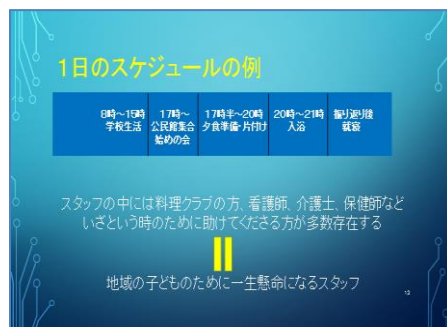 1日のスケジュールの例
8時~15時
学校生活
17時~
公民館集合
始めの会
17時半~20時
夕食準備・片付け
20時~21時
入浴
振り返り後
就寝
スタッフの中には料理クラブの方、看護師、介護士、保健師など
いざという時のために助けてくださる方が多数存在する
地域の子どものために一生懸命になるスタッフ